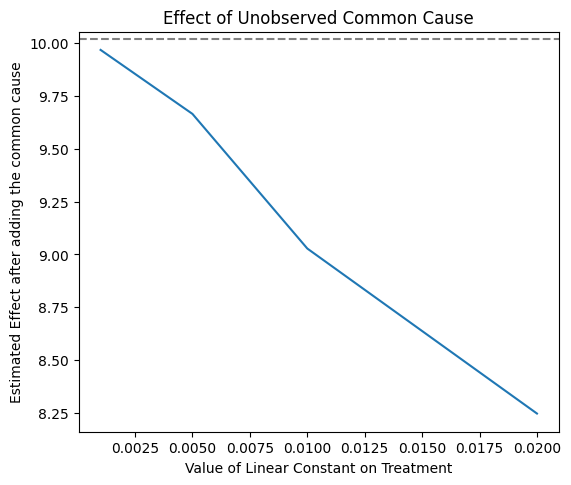 Effect of Unobserved Common Cause
10.00
9.75
9.50
9.25
9.00
8.75
8.50
8.25
Estimated Effect after adding the common cause
0.0025 0.0050 0.0075 0.0100 0.0125 0.0150 0.0175 0.0200
Value of Linear Constant on Treatment